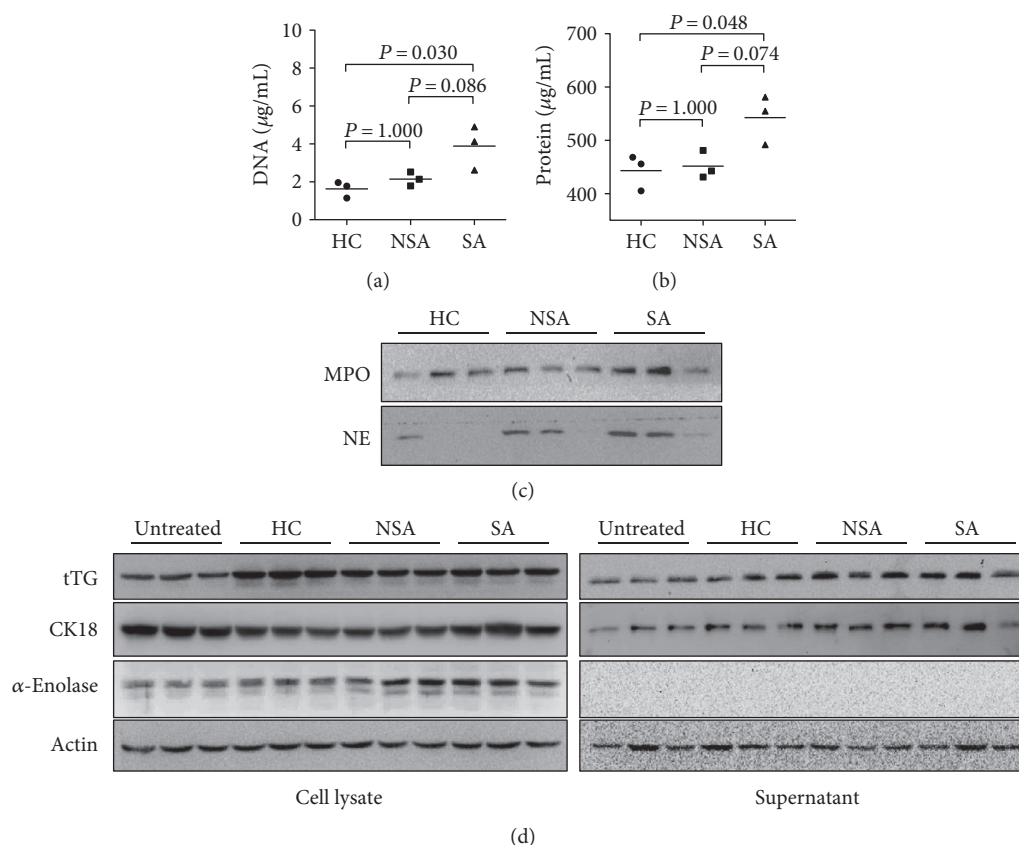 10
8
6
4
2
0
DNA (μg/mL)
P = 0.030
P = 0.086
P = 1.000
HC NSA SA
(a)
700
600
500
400
Protein (μg/mL)
P = 0.048
P = 0.074
P = 1.000
HC NSA SA
(b)
HC NSA SA
MPO
NE
(c)
Untreated HC NSA SA Untreated HC NSA SA
tTG
CK18
α-Enolase
Actin
Cell lysate Supernatant
(d)